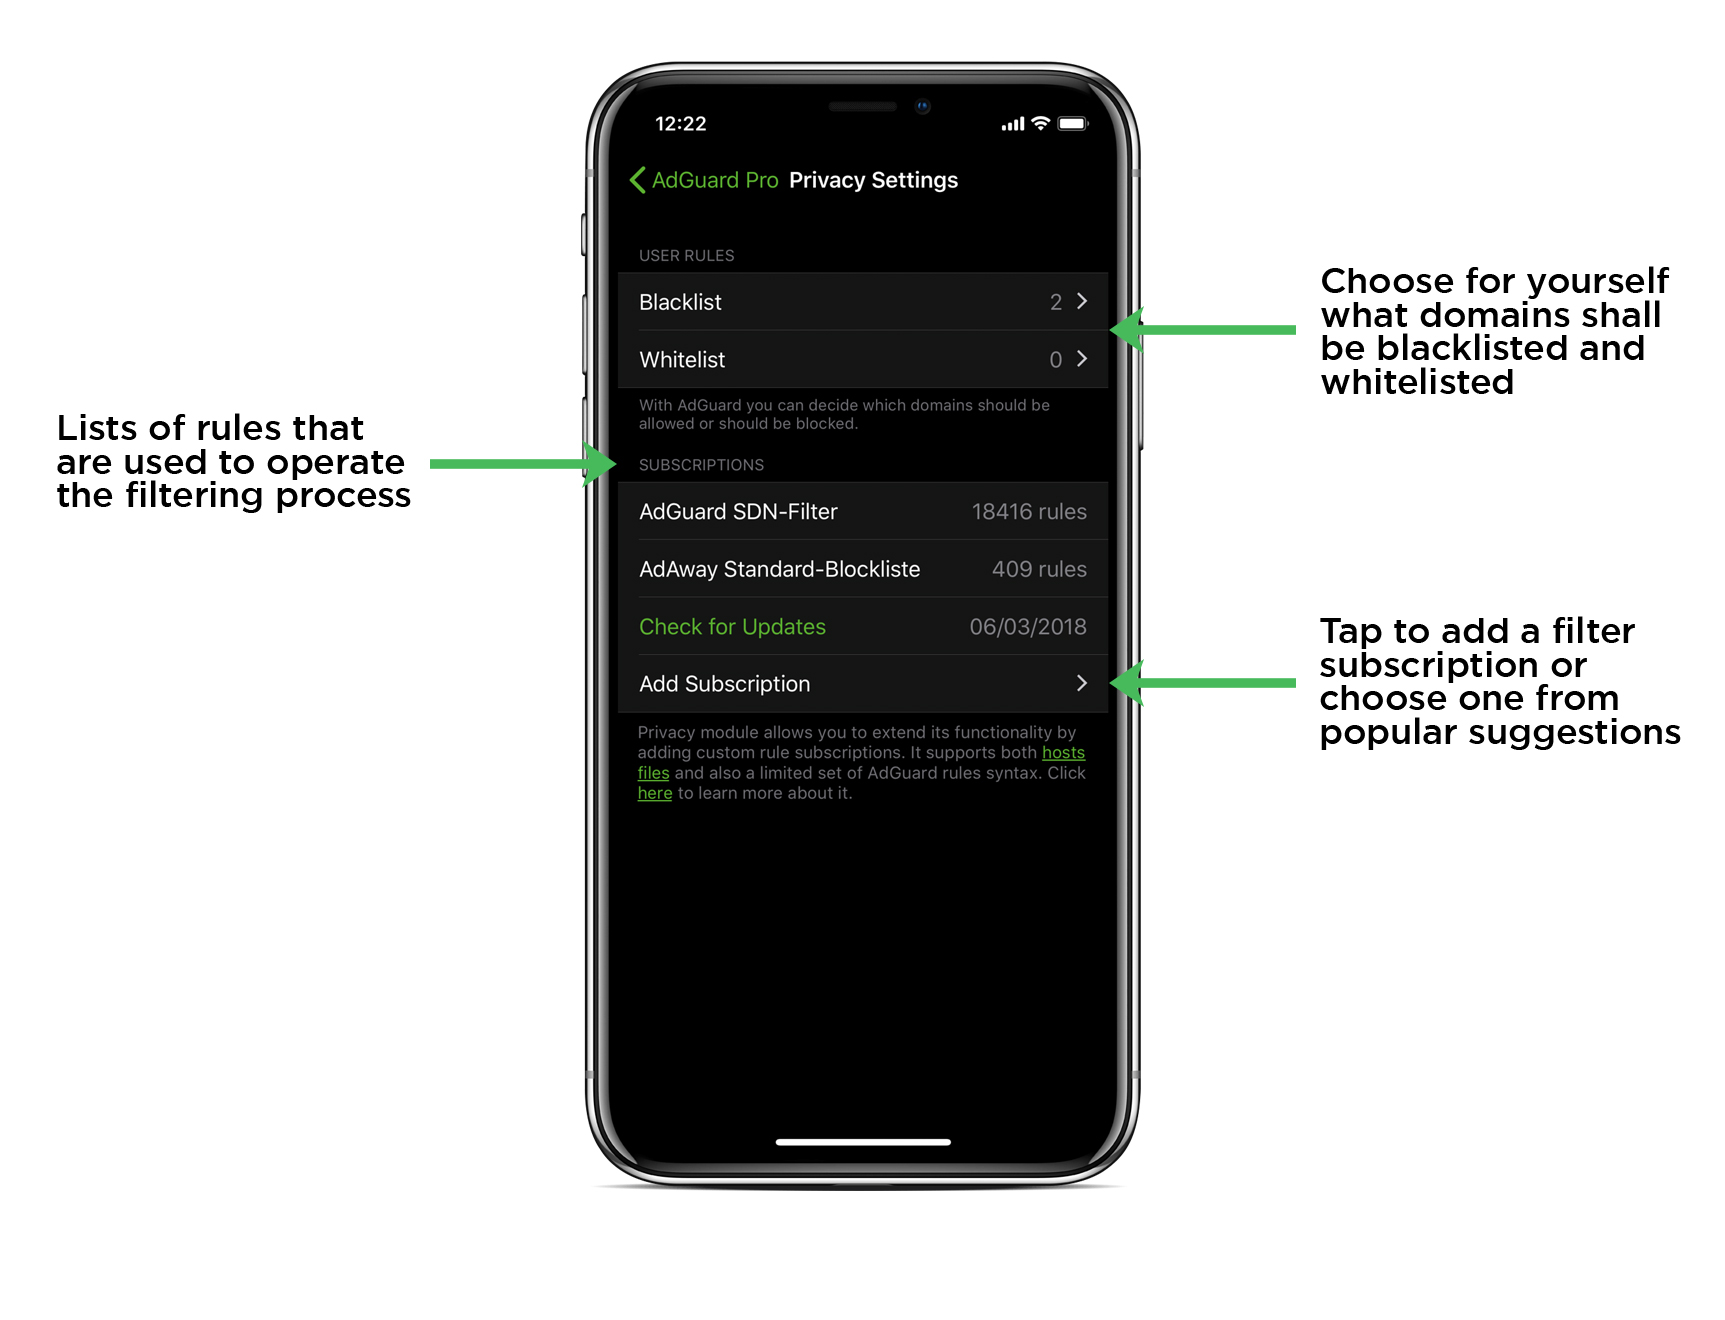 12:22
AdGuard Pro Privacy Settings
USER RULES
Blacklist 2
Whitelist 0
With AdGuard you can decide which domains should be
allowed or should be blocked.
SUBSCRIPTIONS
AdGuard SDN-Filter 18416 rules
AdAway Standard-Blockliste 409 rules
Check for Updates 06/03/2018
Add Subscription
Privacy module allows you to extend its functionality by
adding custom rule subscriptions. It supports both hosts
files and also a limited set of AdGuard rules syntax. Click
here to learn more about it.
Lists of rules that
are used to operate
the filtering process
Choose for yourself
what domains shall
be blacklisted and
whitelisted
Tap to add a filter
subscription or
choose one from
popular suggestions